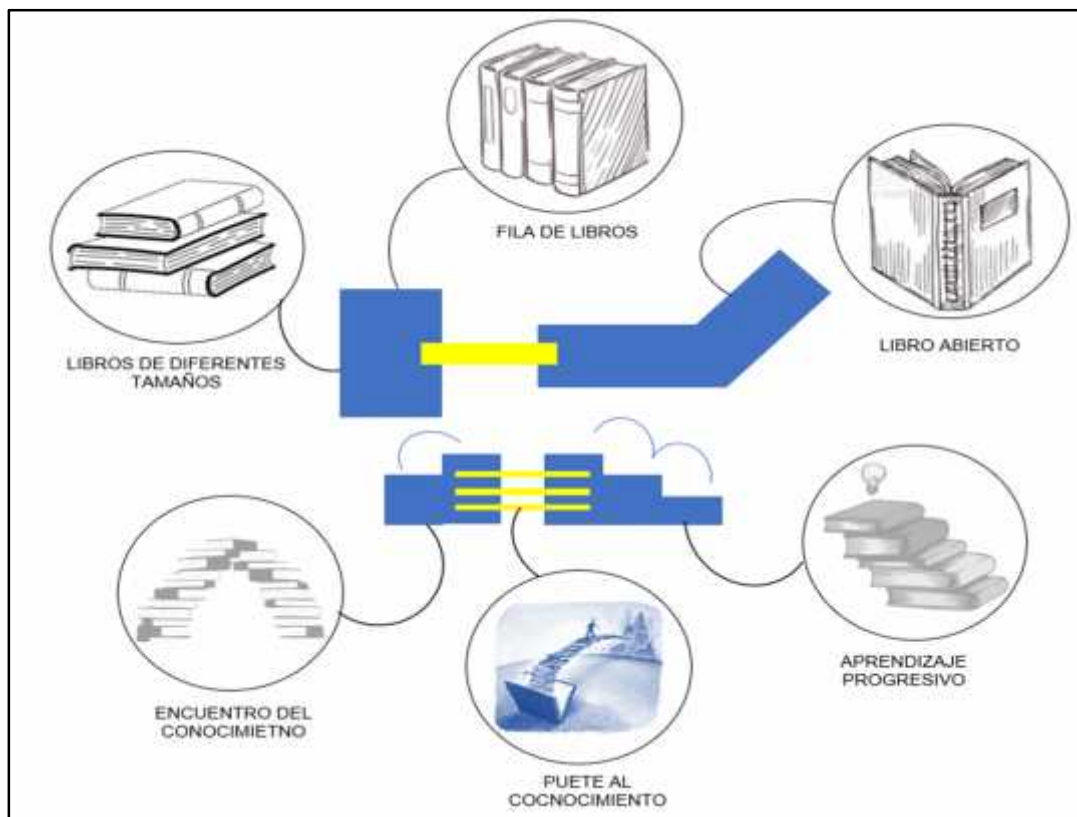 FILA DE LIBROS
LIBROS DE DIFERENTES
TAMAÑOS
LIBRO ABIERTO
ENCUENTRO DEL
CONOCIMIETNO
PUETE AL
COCNOCIMIENTO
APRENDIZAJE
PROGRESIVO